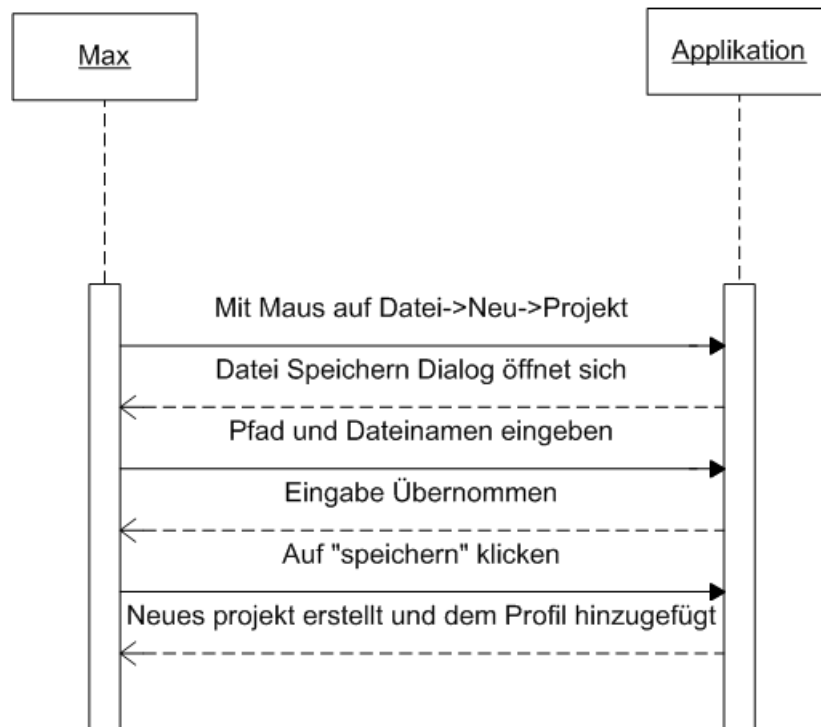 Max
Applikation
Mit Maus auf Datei->Neu->Projekt
Datei Speichern Dialog öffnet sich
Pfad und Dateinamen eingeben
Eingabe Übernommen
Auf "speichern" klicken
Neues projekt erstellt und dem Profil hinzugefügt